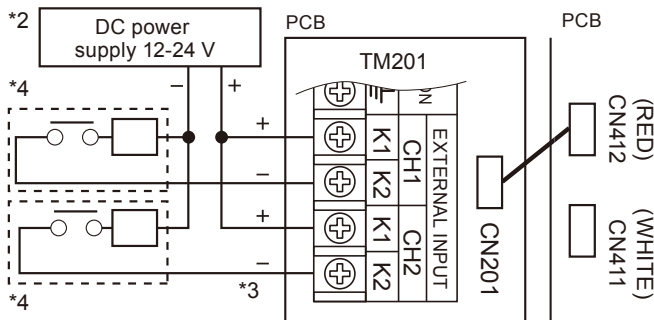 *2
DC power
supply 12-24 V
PCB
PCB
– +
*4
TM201
+
–
K1
K2
CH1
+
–
K1
K2
CH2
EXTERNAL INPUT
CN201
CN412
(RED)
CN411
(WHITE)
*3
*4